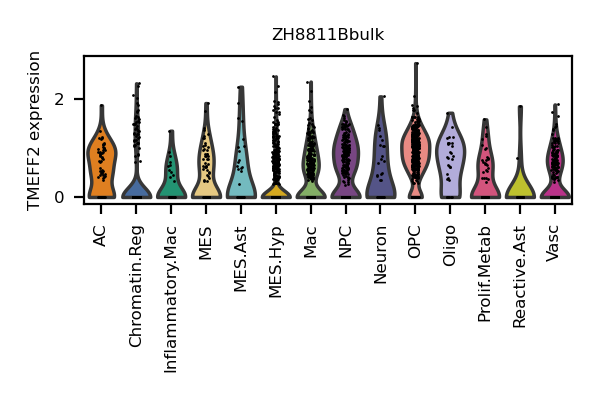 ZH8811Bbulk
TMEFF2 expression
2
0
AC
Chromatin.Reg
Inflammatory.Mac
MES
MES.Ast
MES.Hyp
Mac
NPC
Neuron
OPC
Oligo
Prolif.Metab
Reactive.Ast
Vasc